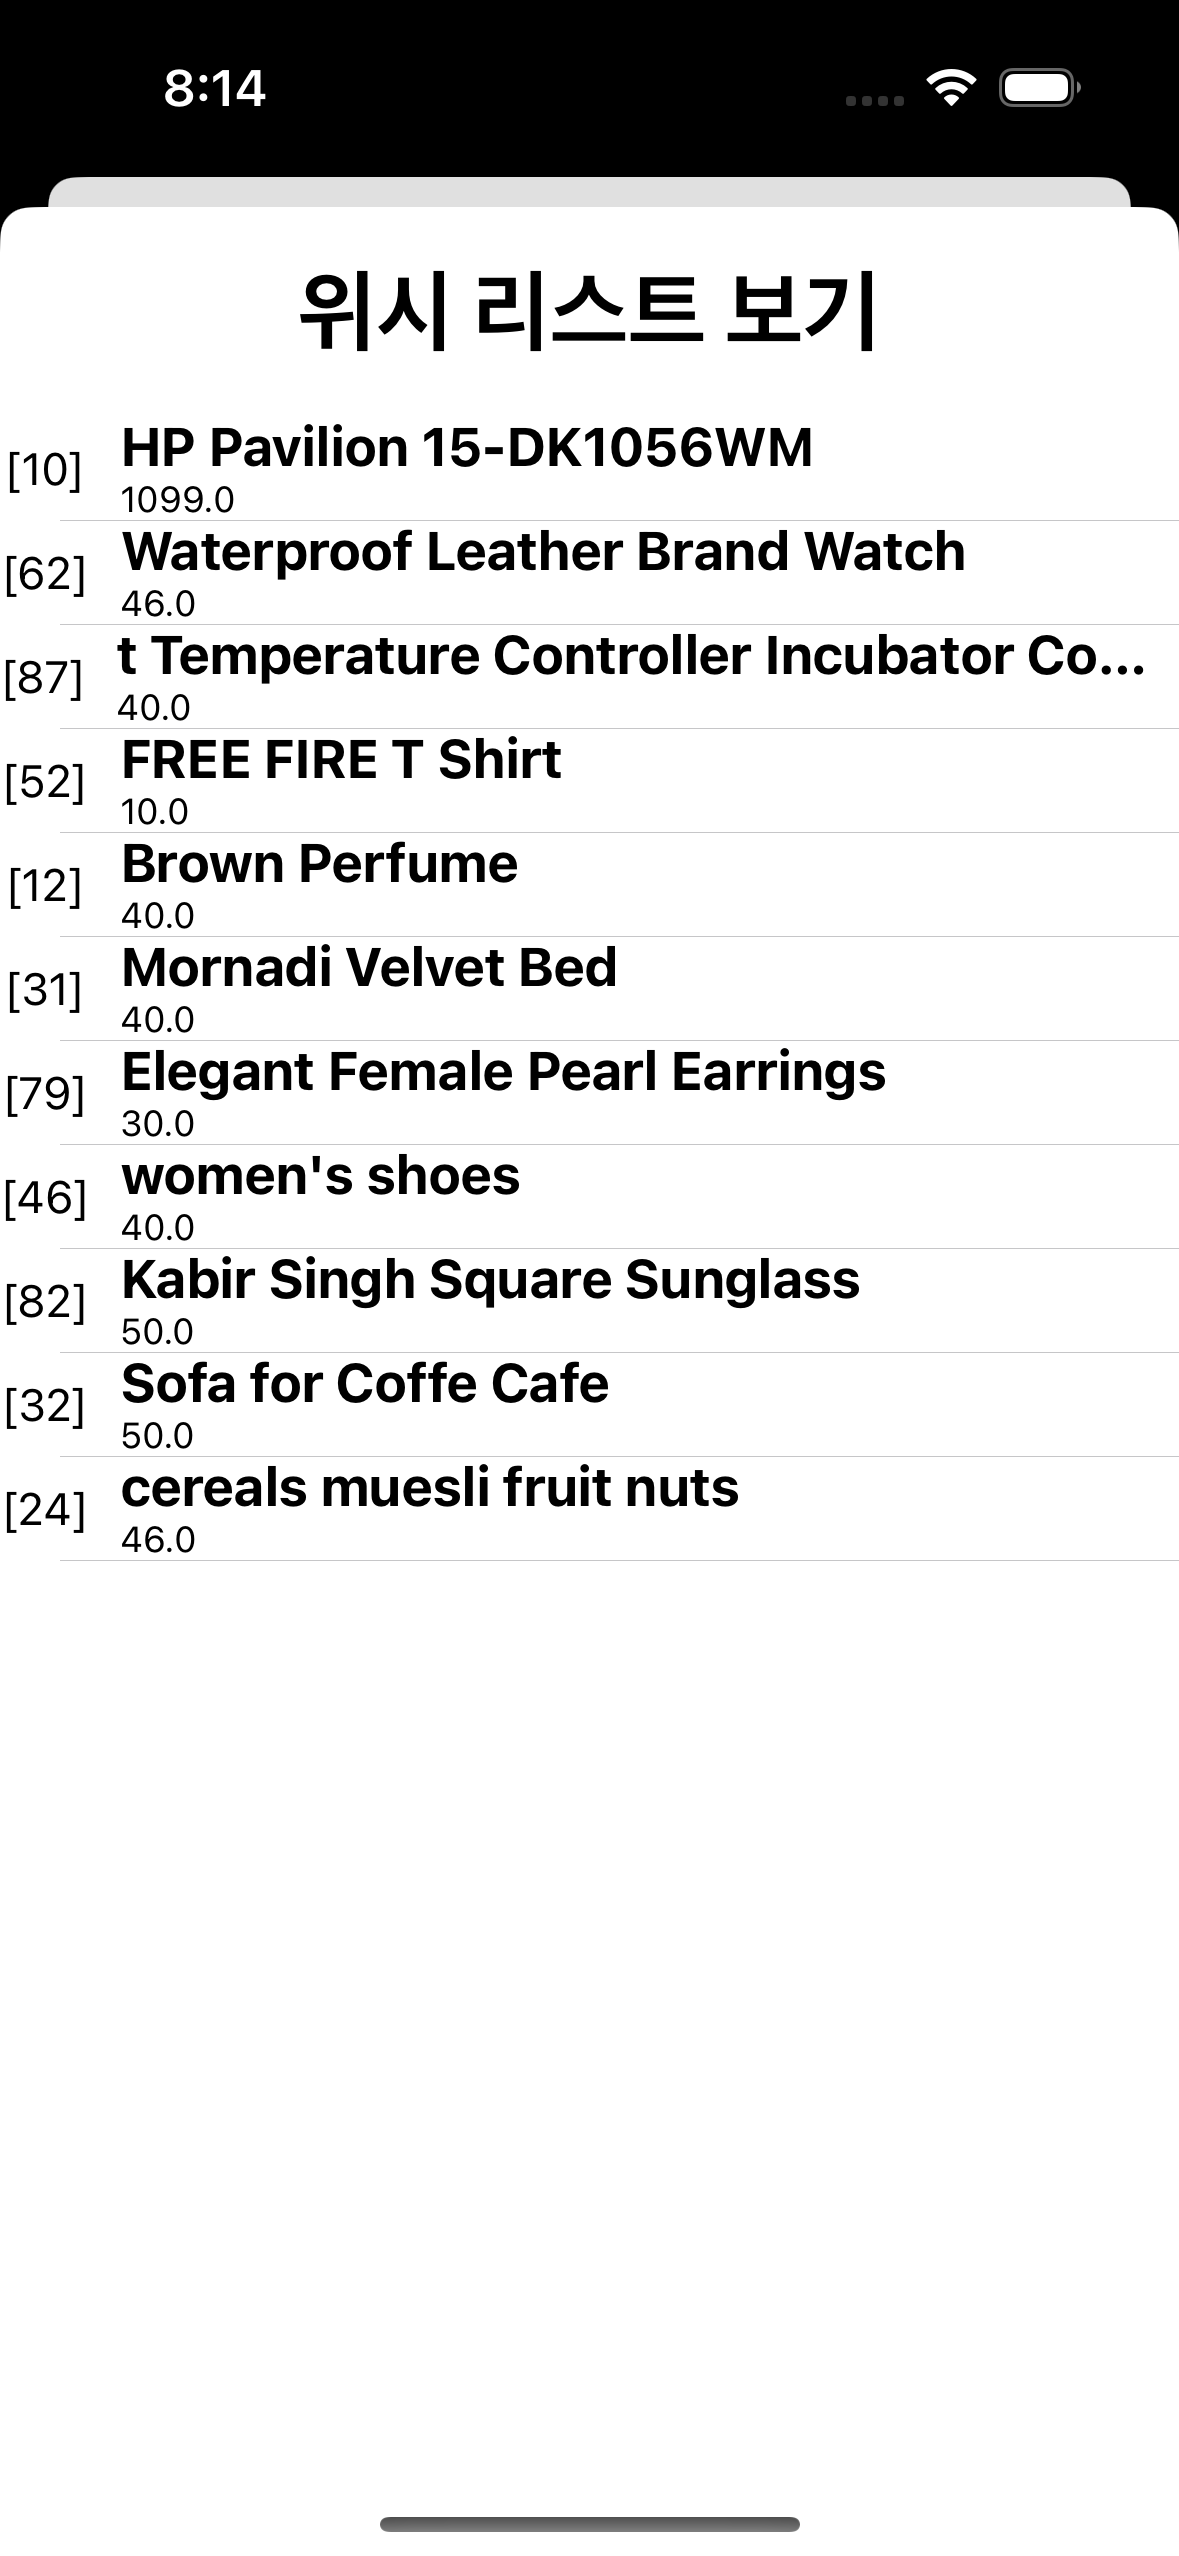 8:14
위시 리스트 보기
[10] HP Pavilion 15-DK1056WM
1099.0
[62] Waterproof Leather Brand Watch
46.0
[87] t Temperature Controller Incubator Co...
40.0
[52] FREE FIRE T Shirt
10.0
[12] Brown Perfume
40.0
[31] Mornadi Velvet Bed
40.0
[79] Elegant Female Pearl Earrings
30.0
[46] women's shoes
40.0
[82] Kabir Singh Square Sunglass
50.0
[32] Sofa for Coffe Cafe
50.0
[24] cereals muesli fruit nuts
46.0